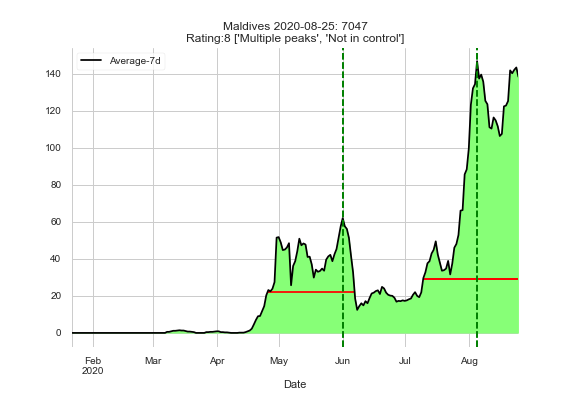 Maldives 2020-08-25: 7047
Rating:8 ['Multiple peaks', 'Not in control']
Average-7d
140
120
100
80
60
40
20
0
Feb Mar Apr May Jun Jul Aug
2020
Date